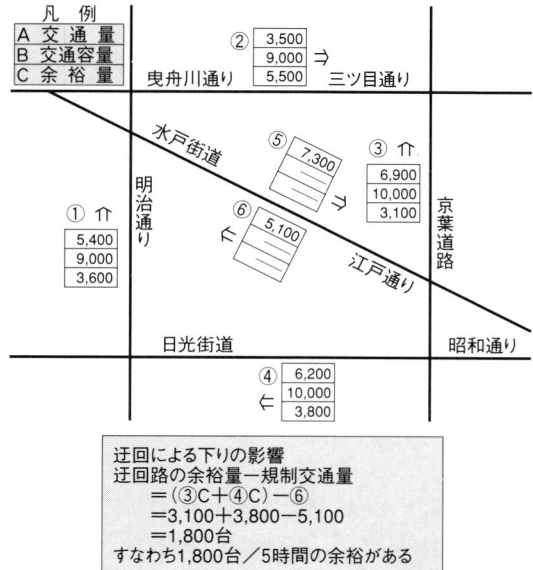 凡 例
A 交 通 量
B 交通容量
C 余 裕 量
② 3,500
9,000 ⇒
5,500
曳舟川通り 三ツ目通り
水戸街道
⑤ 7,300
③ ⇑
6,900
10,000
3,100
明治通り
① ⇑
5,400
9,000
3,600
⑥ 5,100
江戸通り
京葉道路
日光街道 昭和通り
④ 6,200
⇐ 10,000
3,800
迂回による下りの影響
迂回路の余裕量－規制交通量
＝(③C＋④C)－⑥
＝3,100＋3,800－5,100
＝1,800台
すなわち1,800台／5時間の余裕がある